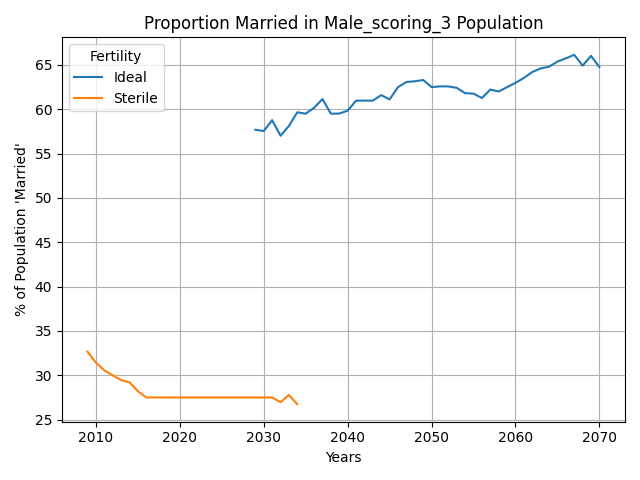 Proportion Married in Male_scoring_3 Population
Fertility
Ideal
Sterile
% of Population 'Married'
65
60
55
50
45
40
35
30
25
2010 2020 2030 2040 2050 2060 2070
Years